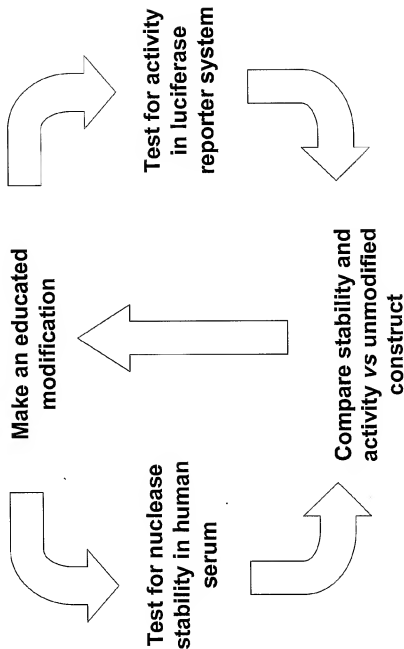 Make an educated
modification
Test for nuclease
stability in human
serum
Test for activity
in luciferase
reporter system
Compare stability and
activity vs unmodified
construct